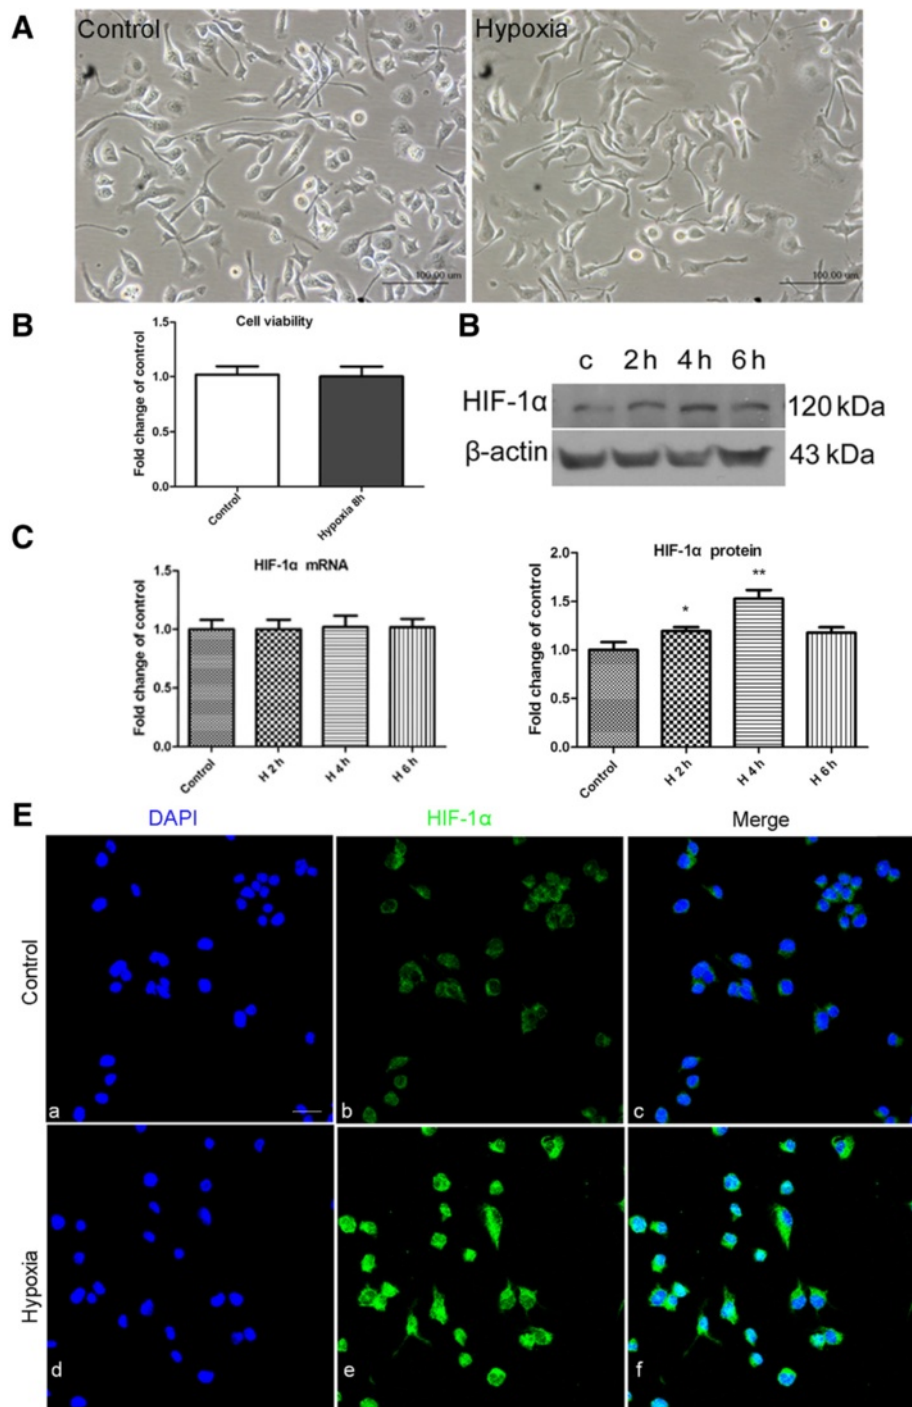 A
Control
Hypoxia
100.00 um
100.00 um
B
Cell viability
Fold change of control
1.5
1.0
0.5
0.0
Control
Hypoxia 8h
B
c 2 h 4 h 6 h
HIF-1α 120 kDa
β-actin 43 kDa
C
HIF-1α mRNA
Fold change of control
1.5
1.0
0.5
0.0
Control
H 2 h
H 4 h
H 6 h
HIF-1α protein
Fold change of control
2.0
1.5
1.0
0.5
0.0
*
**
Control
H 2 h
H 4 h
H 6 h
E
DAPI HIF-1α Merge
Control
a b c
Hypoxia
d e f